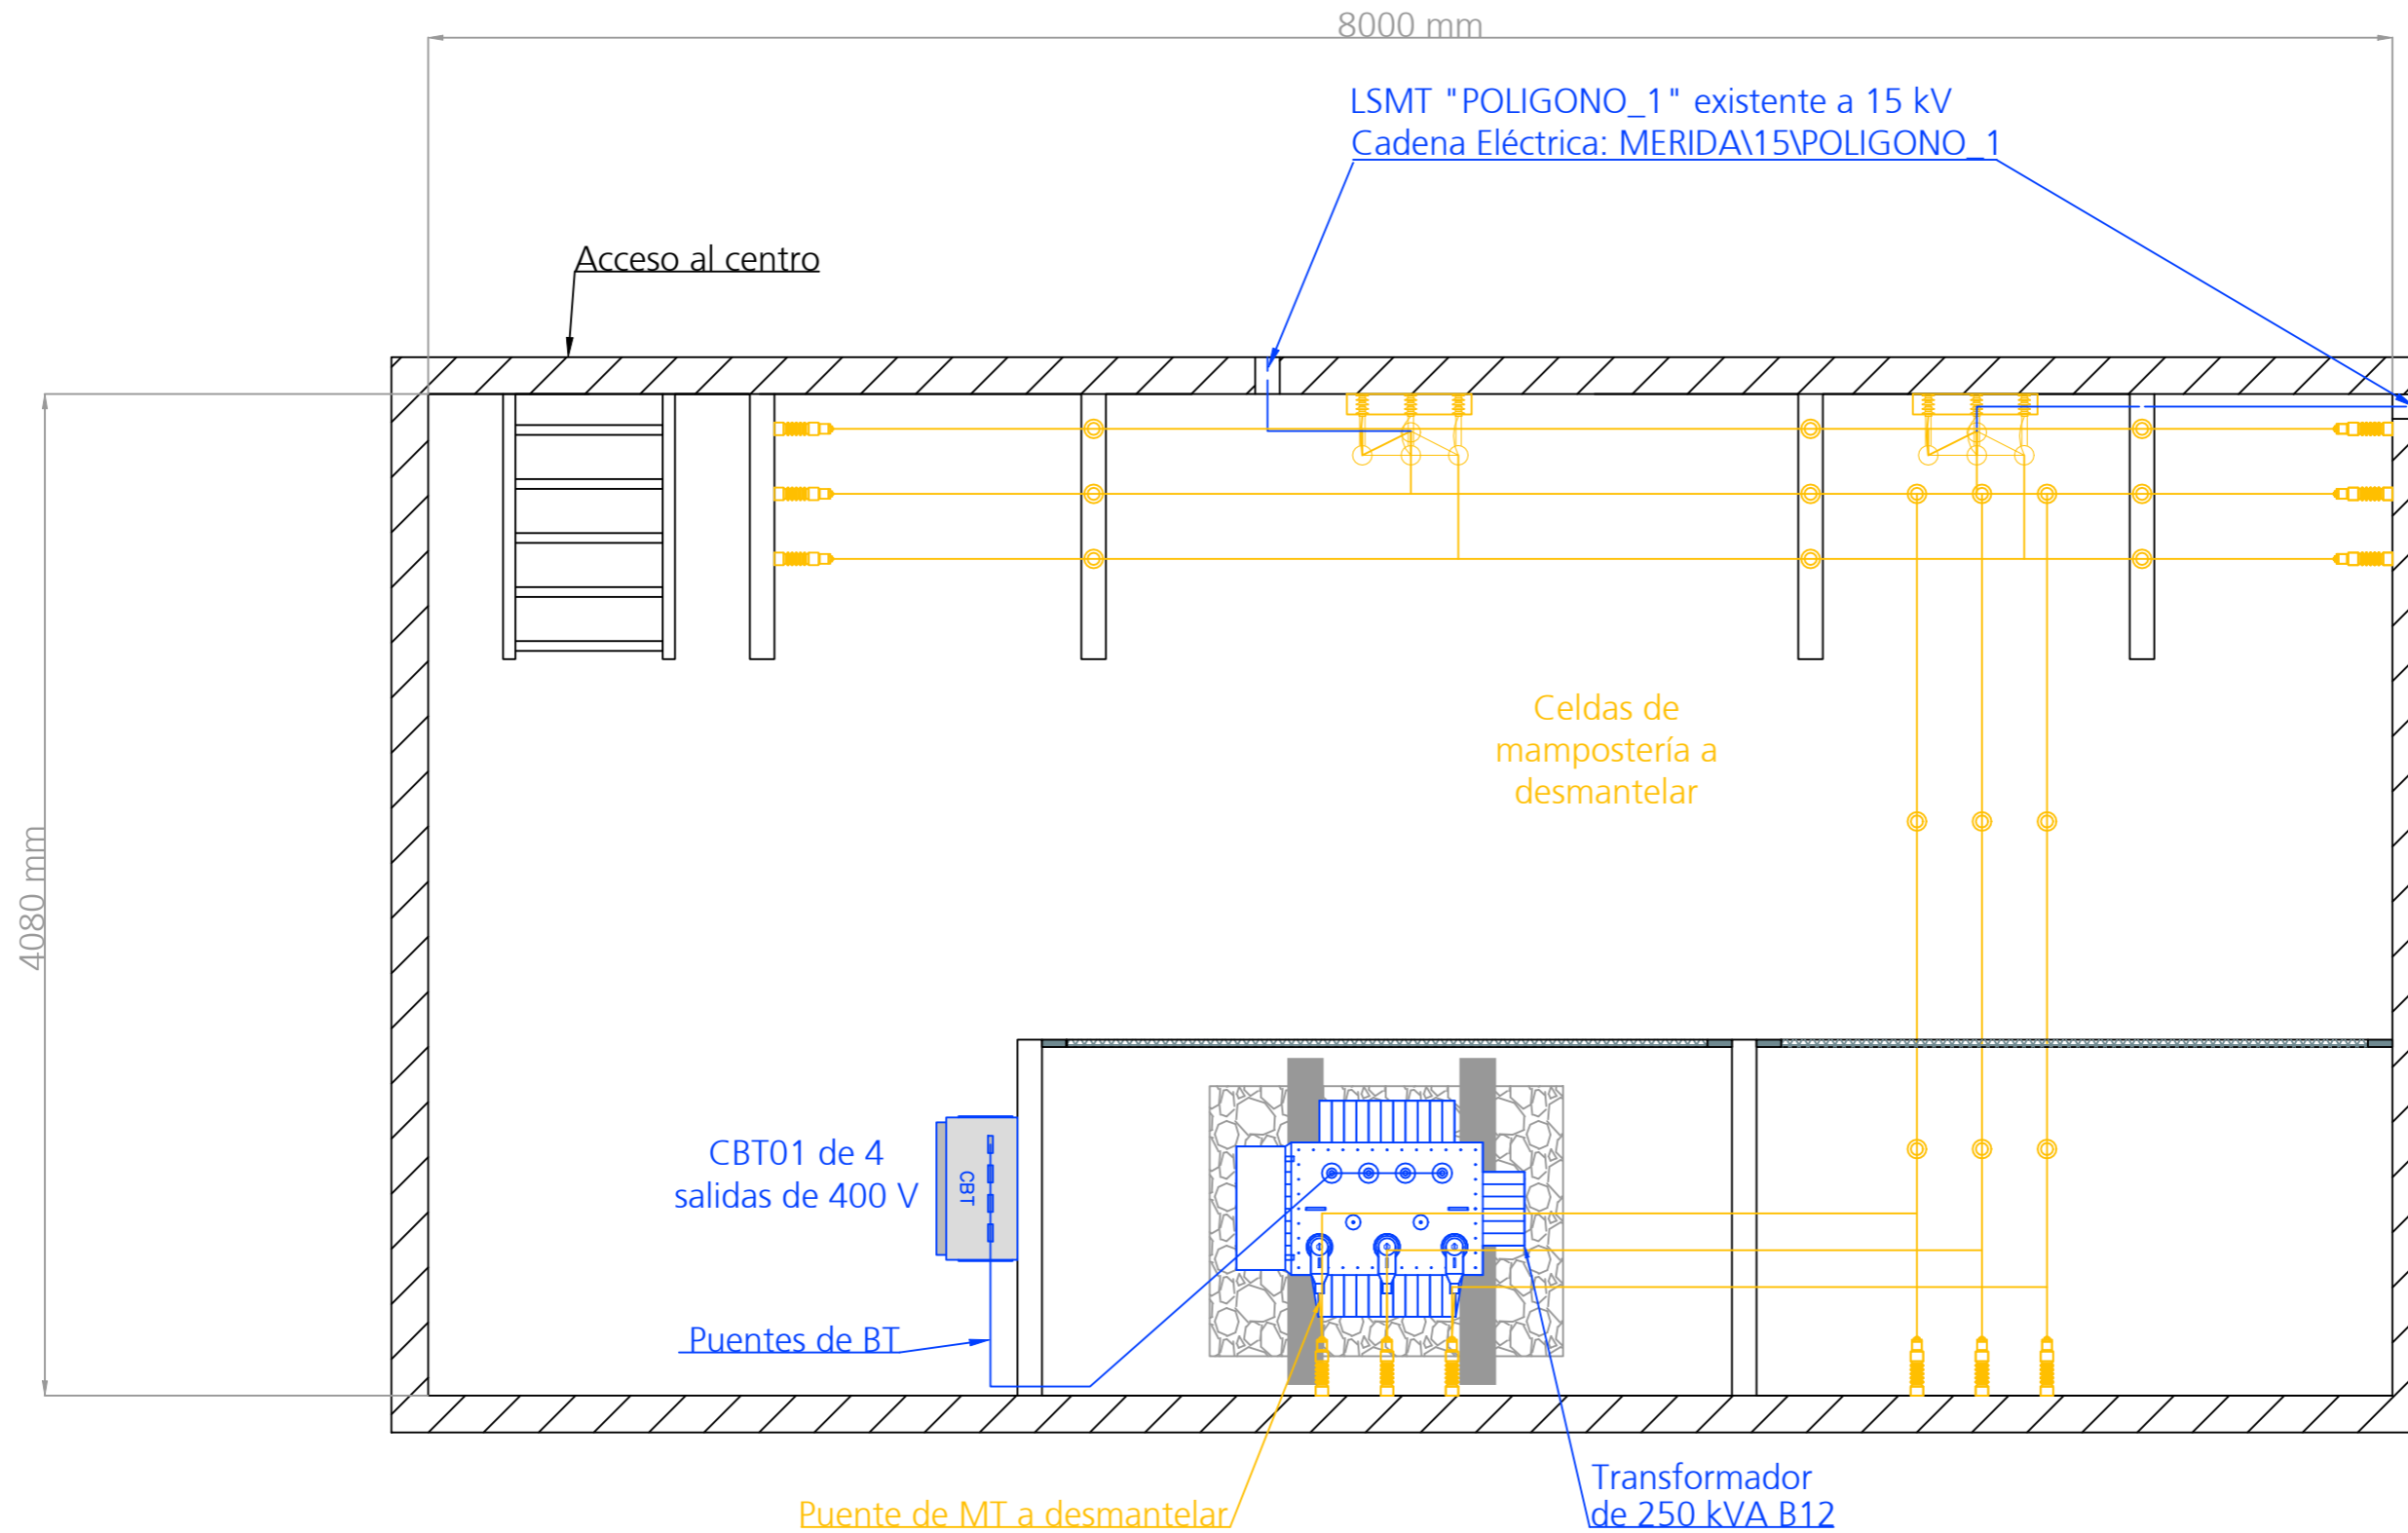 8000 mm
LSMT "POLIGONO_1" existente a 15 kV
Cadena Eléctrica: MERIDA\15\POLIGONO_1
Acceso al centro
Celdas de
mampostería a
desmantelar
4080 mm
CBT01 de 4
salidas de 400 V
CBT
Puentes de BT
Transformador
de 250 kVA B12
Puente de MT a desmantelar